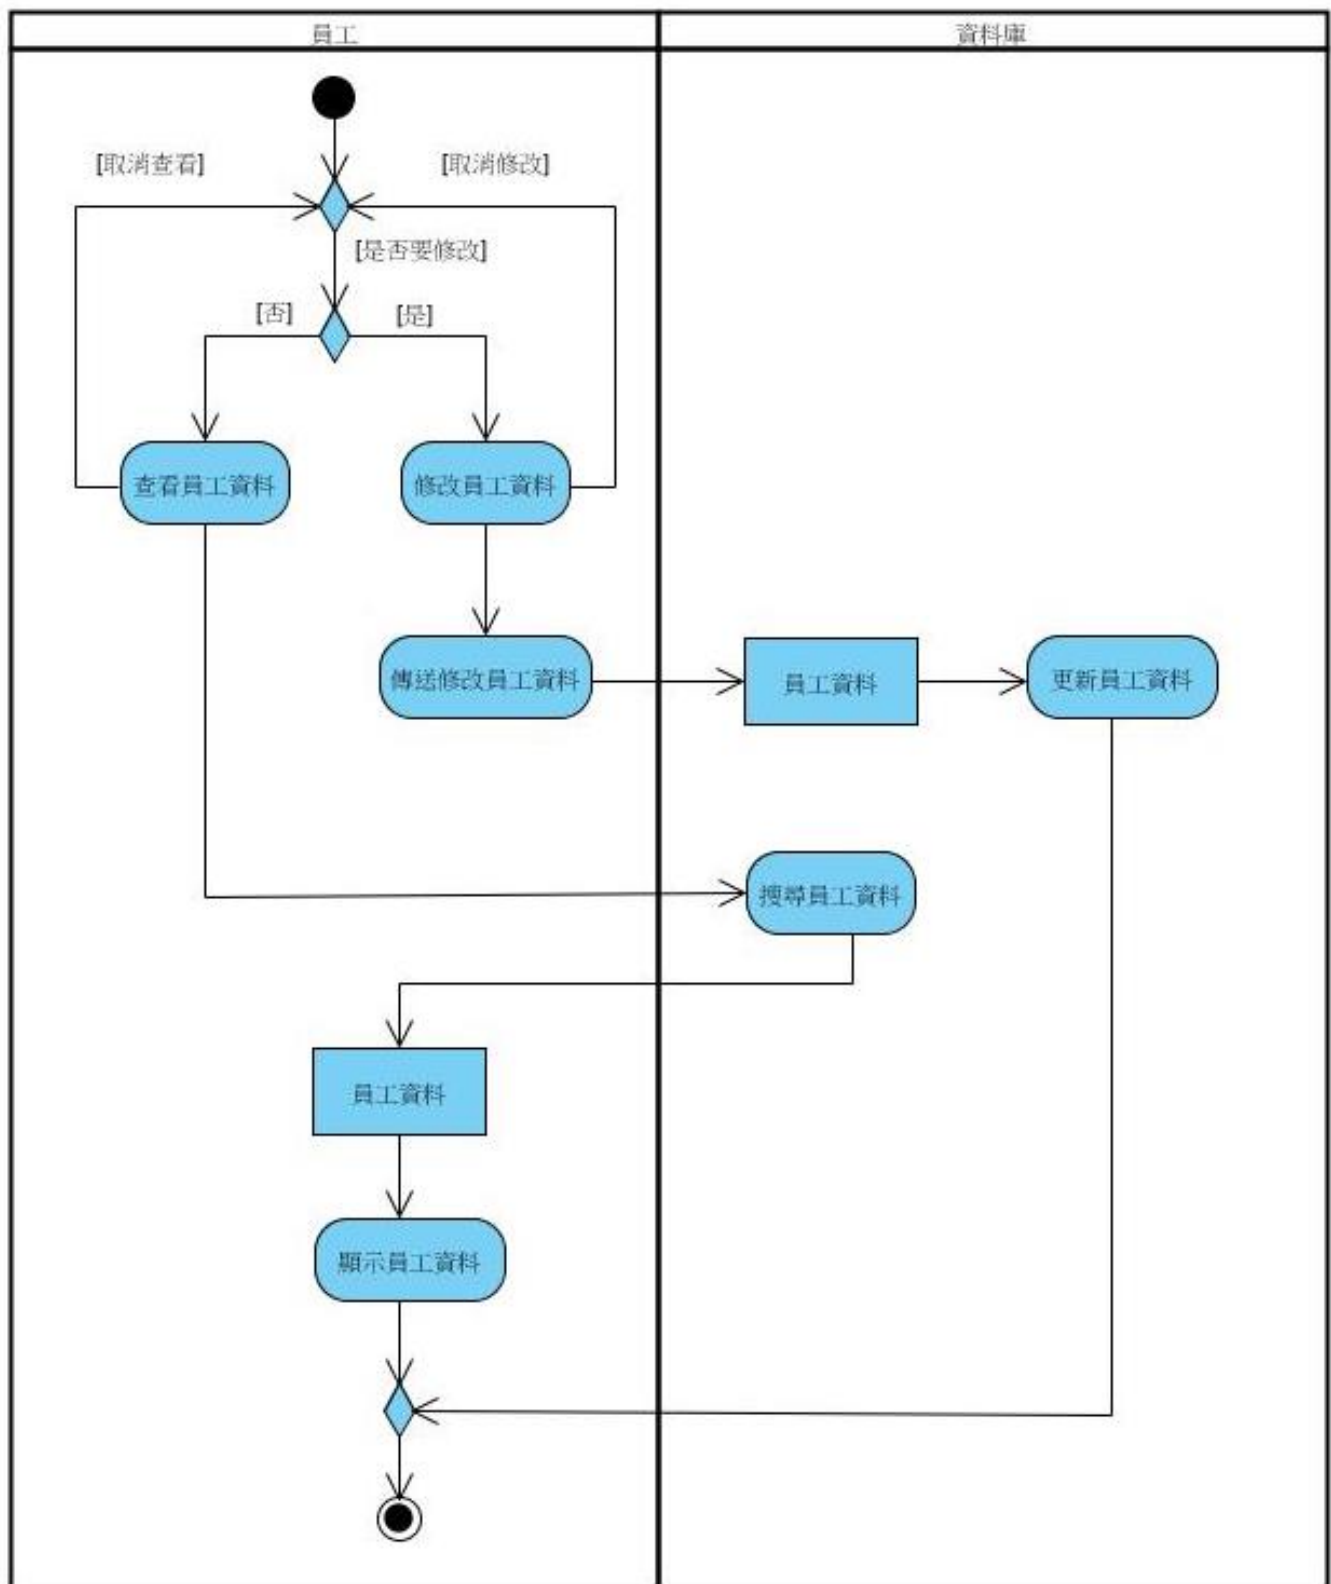 員工
資料庫
[取消查看]
[取消修改]
[是否要修改]
[否]
[是]
查看員工資料
修改員工資料
傳送修改員工資料
員工資料
更新員工資料
搜尋員工資料
員工資料
顯示員工資料